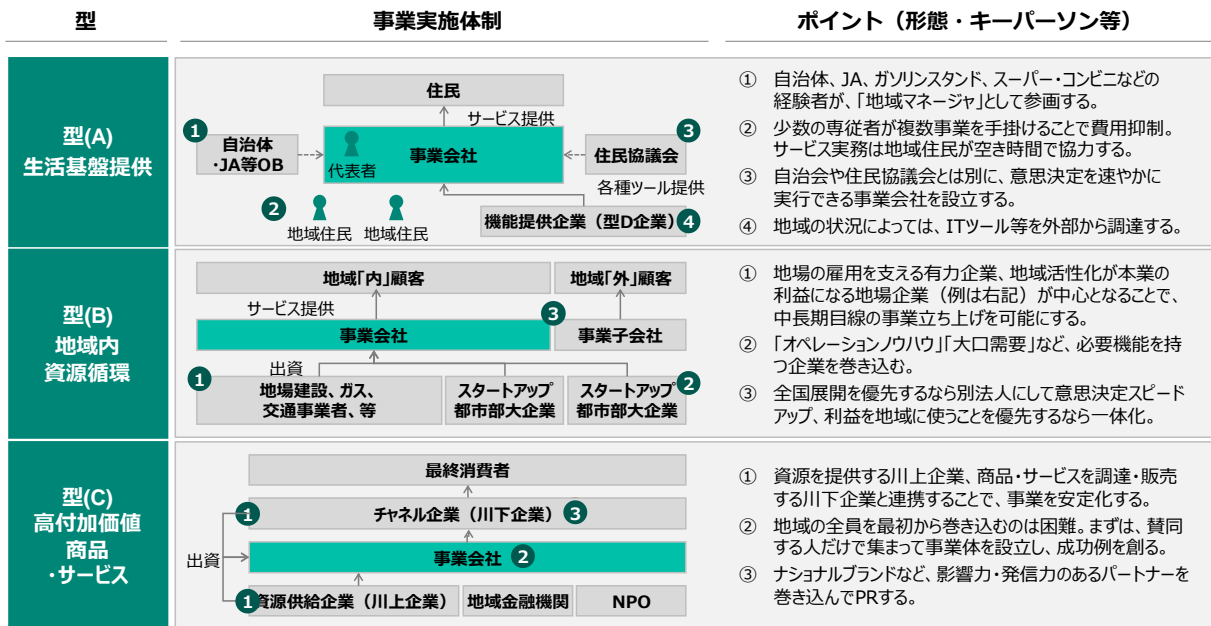 型
事業実施体制
ポイント（形態・キーパーソン等）
型(A)
生活基盤提供
住民
サービス提供
1
自治体
・JA等OB
代表者
事業会社
3
住民協議会
各種ツール提供
2
地域住民
地域住民
機能提供企業（型D企業）
4
① 自治体、JA、ガソリンスタンド、スーパー・コンビニなどの
経験者が、「地域マネージャ」として参画する。
② 少数の専従者が複数事業を手掛けることで費用抑制。
サービス実務は地域住民が空き時間で協力する。
③ 自治会や住民協議会とは別に、意思決定を速やかに
実行できる事業会社を設立する。
④ 地域の状況によっては、ITツール等を外部から調達する。
型(B)
地域内
資源循環
地域「内」顧客
地域「外」顧客
サービス提供
3
事業会社
事業子会社
出資
1
地場建設、ガス、
交通事業者、等
スタートアップ
都市部大企業
スタートアップ
都市部大企業
2
① 地場の雇用を支える有力企業、地域活性化が本業の
利益になる地場企業（例は右記）が中心となることで、
中長期目線の事業立ち上げを可能にする。
② 「オペレーションノウハウ」「大口需要」など、必要機能を持
つ企業を巻き込む。
③ 全国展開を優先するなら別法人にして意思決定スピード
アップ、利益を地域に使うことを優先するなら一体化。
型(C)
高付加価値
商品
・サービス
最終消費者
1
チャネル企業（川下企業）
3
出資
事業会社
2
1
資源供給企業（川上企業）
地域金融機関
NPO
① 資源を提供する川上企業、商品・サービスを調達・販売
する川下企業と連携することで、事業を安定化する。
② 地域の全員を最初から巻き込むのは困難。まずは、賛同
する人だけで集まって事業体を設立し、成功例を創る。
③ ナショナルブランドなど、影響力・発信力のあるパートナーを
巻き込んでPRする。